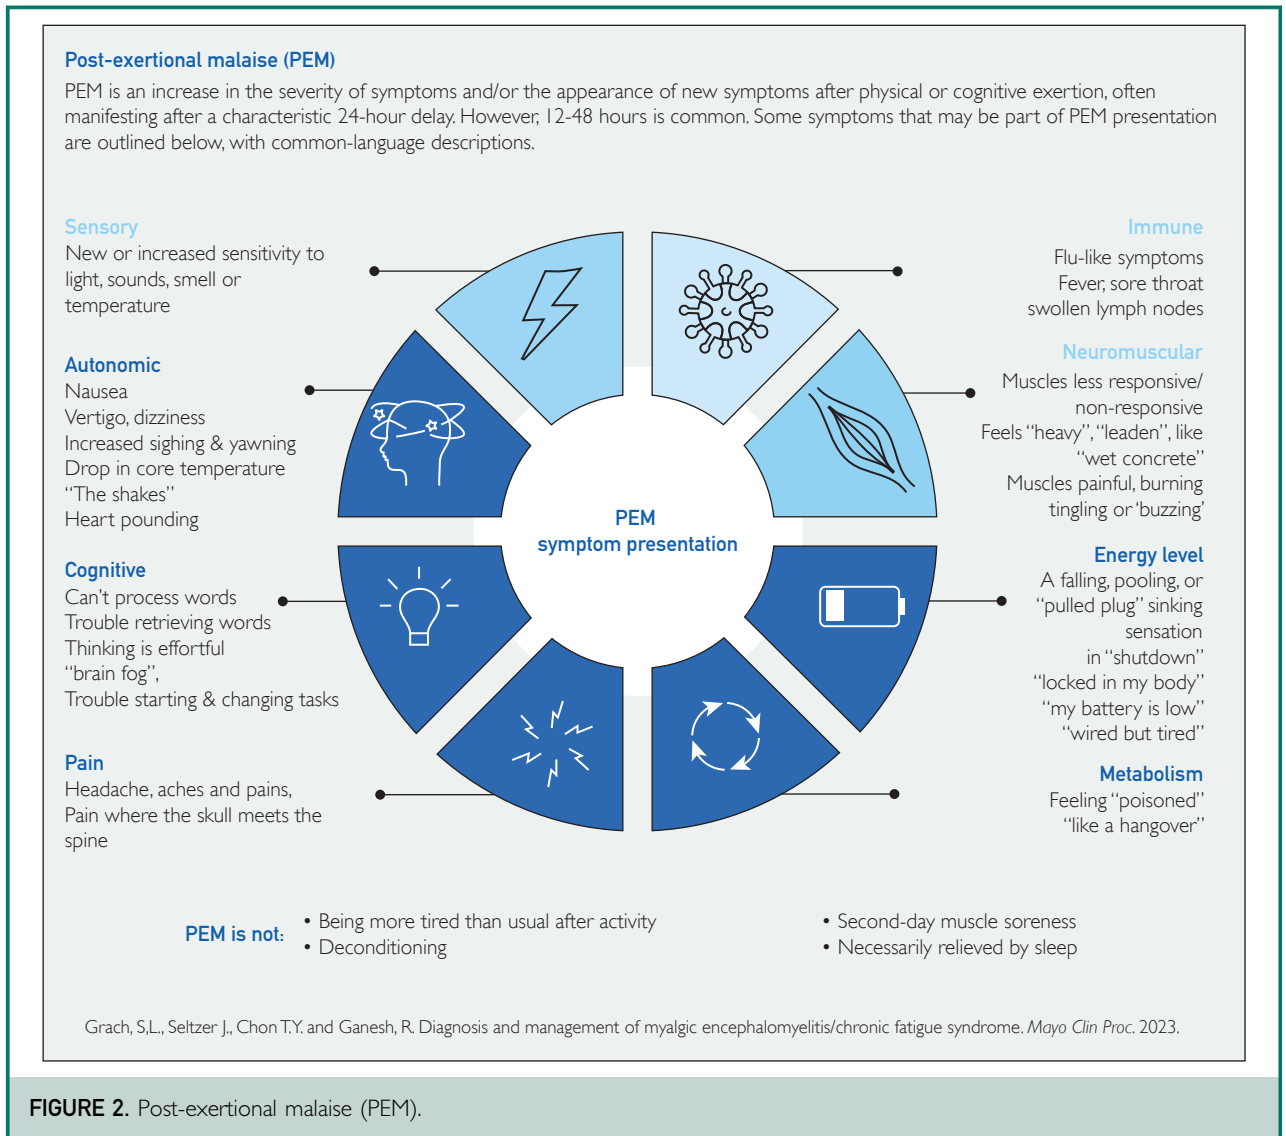 Post-exertional malaise (PEM)
PEM is an increase in the severity of symptoms and/or the appearance of new symptoms after physical or cognitive exertion, often
manifesting after a characteristic 24-hour delay. However, 12-48 hours is common. Some symptoms that may be part of PEM presentation
are outlined below, with common-language descriptions.
Sensory
New or increased sensitivity to
light, sounds, smell or
temperature
Autonomic
Nausea
Vertigo, dizziness
Increased sighing & yawning
Drop in core temperature
“The shakes”
Heart pounding
Cognitive
Can’t process words
Trouble retrieving words
Thinking is effortful
“brain fog”,
Trouble starting & changing tasks
Pain
Headache, aches and pains,
Pain where the skull meets the
spine
PEM
symptom presentation
Immune
Flu-like symptoms
Fever, sore throat
swollen lymph nodes
Neuromuscular
Muscles less responsive/
non-responsive
Feels “heavy”, “leaden”, like
“wet concrete”
Muscles painful, burning
tingling or ‘buzzing’
Energy level
A falling, pooling, or
“pulled plug” sinking
sensation
in “shutdown”
“locked in my body”
“my battery is low”
“wired but tired”
Metabolism
Feeling “poisoned”
“like a hangover”
PEM is not:
• Being more tired than usual after activity
• Deconditioning
• Second-day muscle soreness
• Necessarily relieved by sleep
Grach, S,L., Seltzer J., Chon T.Y. and Ganesh, R. Diagnosis and management of myalgic encephalomyelitis/chronic fatigue syndrome. Mayo Clin Proc. 2023.
FIGURE 2. Post-exertional malaise (PEM).